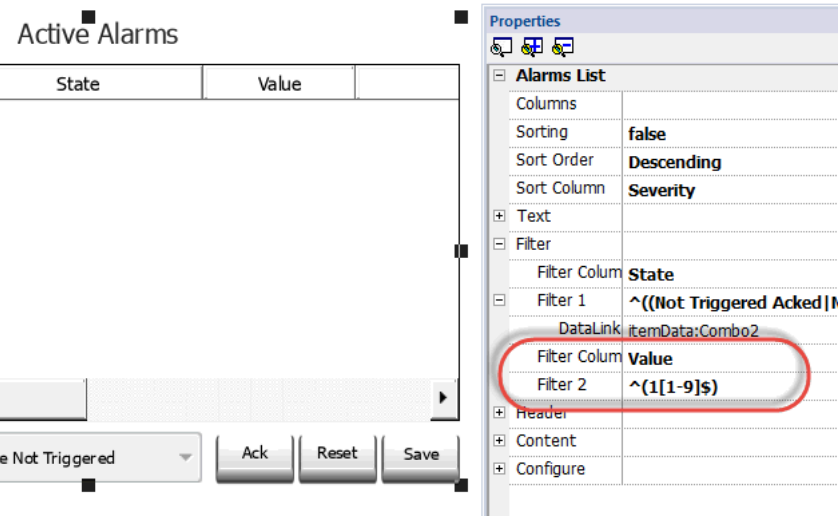 Active Alarms
State Value
e Not Triggered
Ack Reset Save
Properties
Alarms List
Columns
Sorting false
Sort Order Descending
Sort Column Severity
Text
Filter
Filter Colum State
Filter 1 ^((Not Triggered Acked|N
DataLink itemData:Combo2
Filter Colum Value
Filter 2 ^(1[1-9]$)
Header
Content
Configure